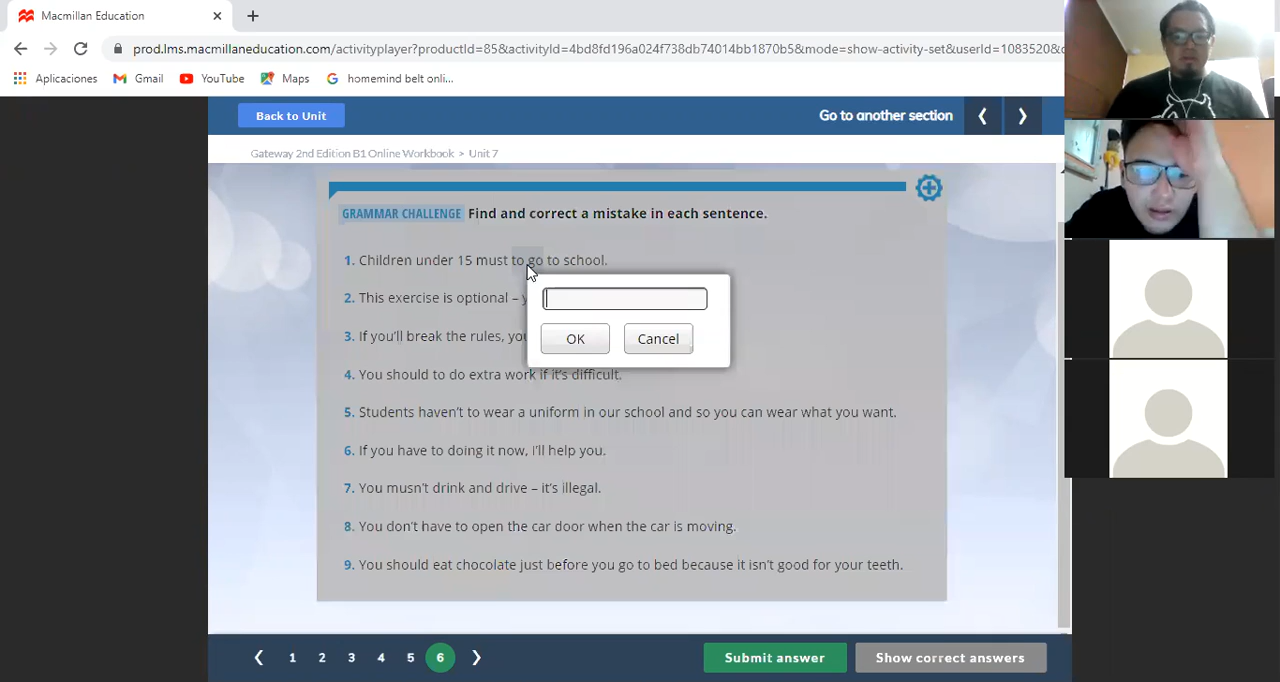 Macmillan Education
prod.lms.macmillaneducation.com/activityplayer?productId=85&activityId=4bd8fd196a024f738db74014bb1870b5&mode=show-activity-set&userId=1083520&c
Aplicaciones Gmail YouTube Maps homemind belt onli...
Back to Unit Go to another section
Gateway 2nd Edition B1 Online Workbook > Unit 7
GRAMMAR CHALLENGE Find and correct a mistake in each sentence.
1. Children under 15 must to go to school.
2. This exercise is optional –
3. If you'll break the rules,
OK Cancel
4. You should to do extra work if it's difficult.
5. Students haven't to wear a uniform in our school and so you can wear what you want.
6. If you have to doing it now, I'll help you.
7. You musn't drink and drive – it's illegal.
8. You don't have to open the car door when the car is moving.
9. You should eat chocolate just before you go to bed because it isn't good for your teeth.
1 2 3 4 5 6 Submit answer Show correct answers